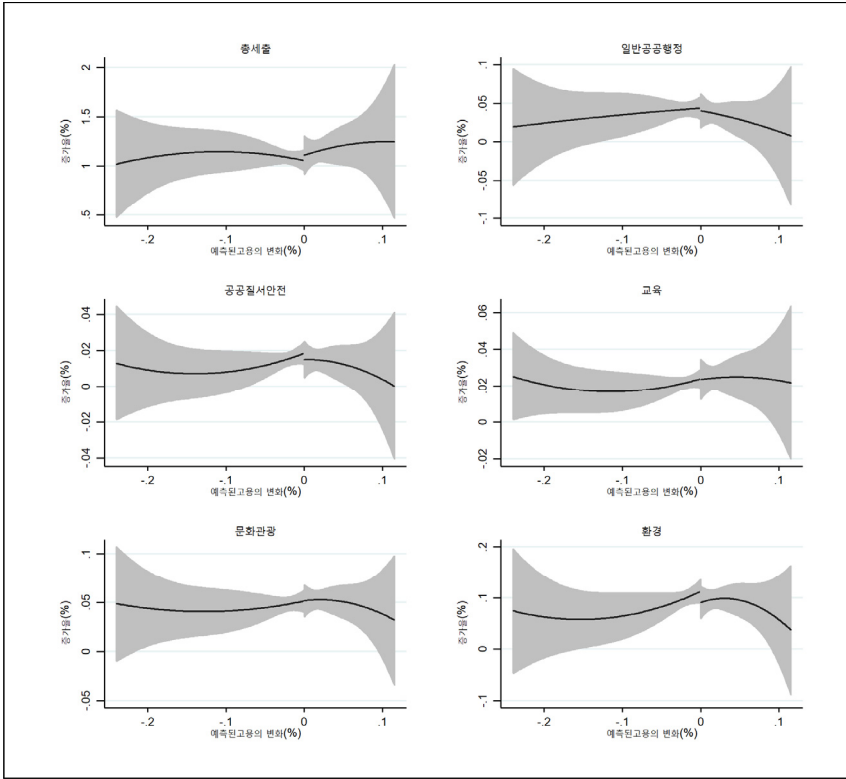 총세출
증가율(%)
2
1.5
1
.5
-.2
-.1
0
.1
예측된고용의 변화(%)
일반공공행정
증가율(%)
.1
.05
0
-.05
-.1
-.2
-.1
0
.1
예측된고용의 변화(%)
공공질서안전
증가율(%)
.04
.02
0
-.02
-.04
-.2
-.1
0
.1
예측된고용의 변화(%)
교육
증가율(%)
.06
.04
.02
0
-.02
-.2
-.1
0
.1
예측된고용의 변화(%)
문화관광
증가율(%)
.1
.05
0
-.05
-.2
-.1
0
.1
예측된고용의 변화(%)
환경
증가율(%)
.2
.1
0
-.1
-.2
-.1
0
.1
예측된고용의 변화(%)